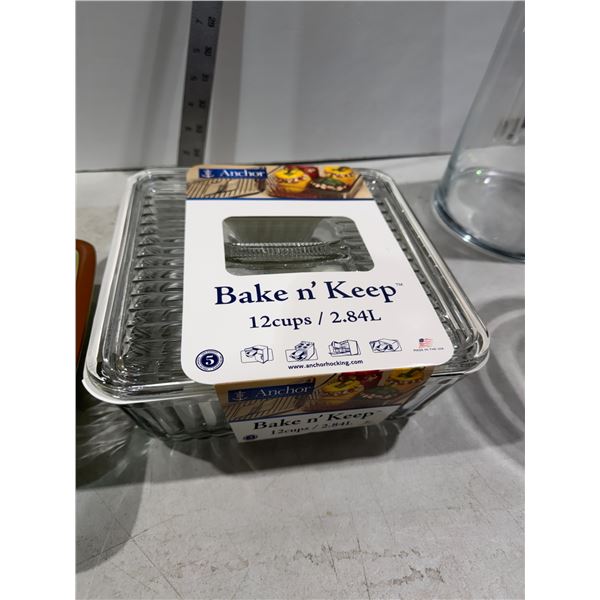 Anchor
Bake n' Keep™
12cups / 2.84L
5
MADE IN THE USA
www.anchorhocking.com
Anchor
Bake n' Keep
12cups / 2.84L